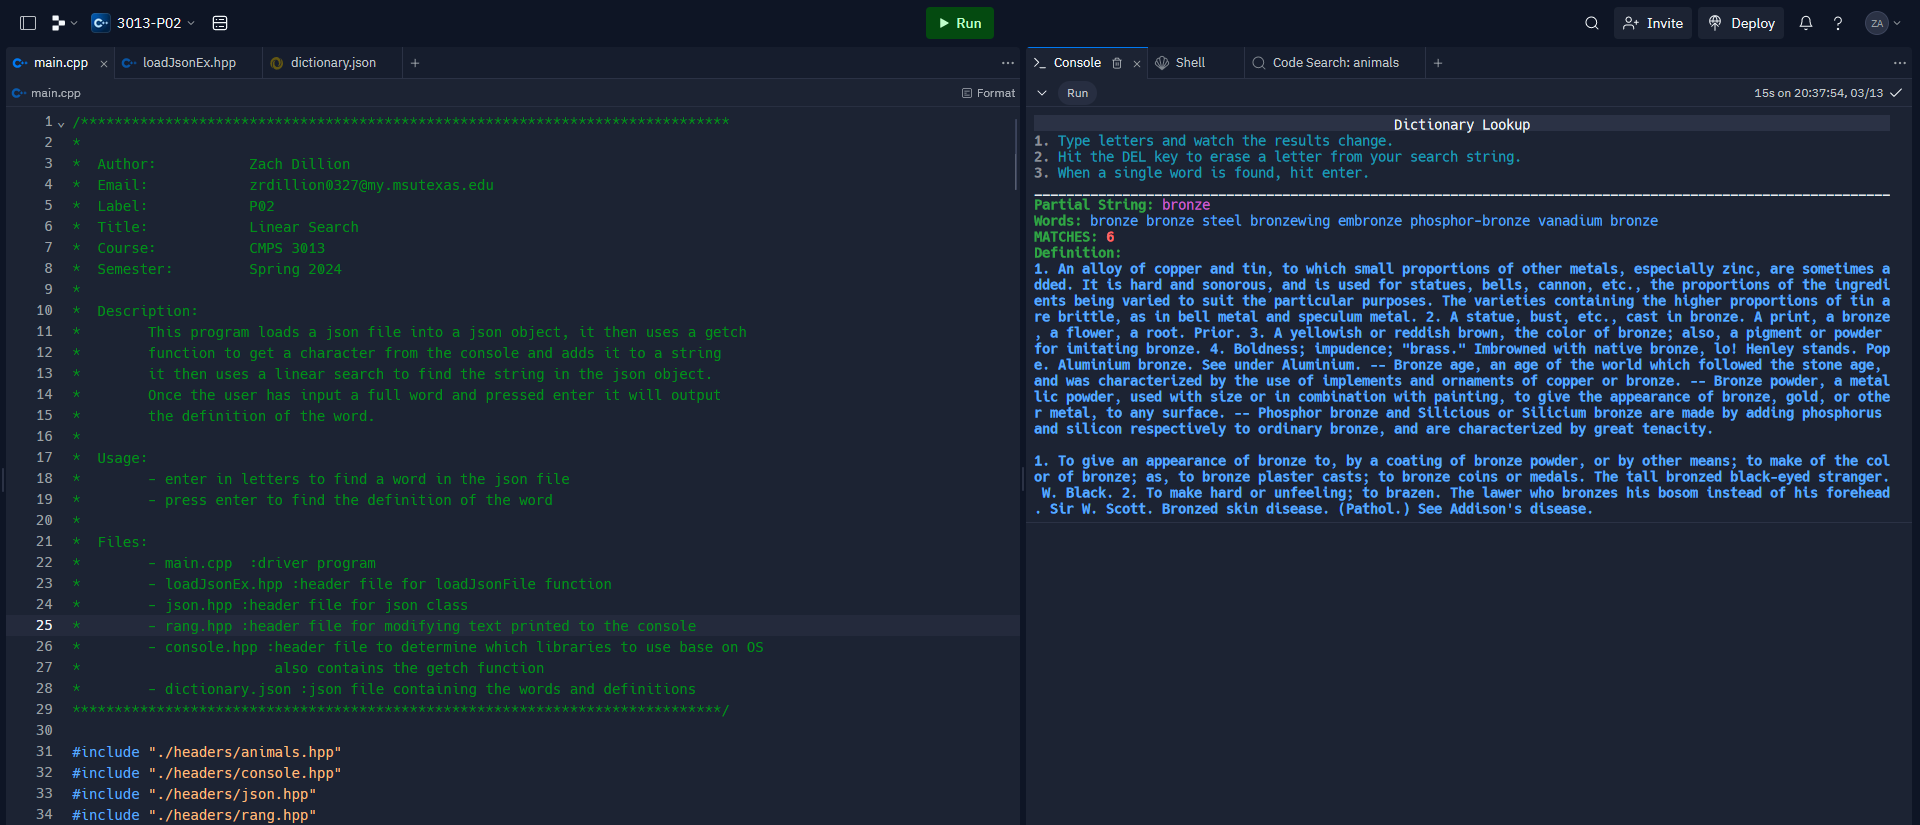 3013-P02
Run
Invite
Deploy
ZA
main.cpp
loadJsonEx.hpp
dictionary.json
main.cpp
Format
1 /*****************************************************************************
2 *
3 * Author: Zach Dillion
4 * Email: zrdillion0327@my.msutexas.edu
5 * Label: P02
6 * Title: Linear Search
7 * Course: CMPS 3013
8 * Semester: Spring 2024
9 *
10 * Description:
11 * This program loads a json file into a json object, it then uses a getch
12 * function to get a character from the console and adds it to a string
13 * it then uses a linear search to find the string in the json object.
14 * Once the user has input a full word and pressed enter it will output
15 * the definition of the word.
16 *
17 * Usage:
18 * - enter in letters to find a word in the json file
19 * - press enter to find the definition of the word
20 *
21 * Files:
22 * - main.cpp :driver program
23 * - loadJsonEx.hpp :header file for loadJsonFile function
24 * - json.hpp :header file for json class
25 * - rang.hpp :header file for modifying text printed to the console
26 * - console.hpp :header file to determine which libraries to use base on OS
27 * also contains the getch function
28 * - dictionary.json :json file containing the words and definitions
29 *****************************************************************************/
30
31 #include "./headers/animals.hpp"
32 #include "./headers/console.hpp"
33 #include "./headers/json.hpp"
34 #include "./headers/rang.hpp"
Console
Shell
Code Search: animals
Run
15s on 20:37:54, 03/13
Dictionary Lookup
1. Type letters and watch the results change.
2. Hit the DEL key to erase a letter from your search string.
3. When a single word is found, hit enter.
Partial String: bronze
Words: bronze bronze steel bronzewing embronze phosphor-bronze vanadium bronze
MATCHES: 6
Definition:
1. An alloy of copper and tin, to which small proportions of other metals, especially zinc, are sometimes a
dded. It is hard and sonorous, and is used for statues, bells, cannon, etc., the proportions of the ingredi
ents being varied to suit the particular purposes. The varieties containing the higher proportions of tin a
re brittle, as in bell metal and speculum metal. 2. A statue, bust, etc., cast in bronze. A print, a bronze
, a flower, a root. Prior. 3. A yellowish or reddish brown, the color of bronze; also, a pigment or powder
for imitating bronze. 4. Boldness; impudence; "brass." Imbrowned with native bronze, lo! Henley stands. Pop
e. Aluminium bronze. See under Aluminium. -- Bronze age, an age of the world which followed the stone age,
and was characterized by the use of implements and ornaments of copper or bronze. -- Bronze powder, a metal
lic powder, used with size or in combination with painting, to give the appearance of bronze, gold, or othe
r metal, to any surface. -- Phosphor bronze and Silicious or Silicium bronze are made by adding phosphorus
and silicon respectively to ordinary bronze, and are characterized by great tenacity.
1. To give an appearance of bronze to, by a coating of bronze powder, or by other means; to make of the col
or of bronze; as, to bronze plaster casts; to bronze coins or medals. The tall bronzed black-eyed stranger.
W. Black. 2. To make hard or unfeeling; to brazen. The lawer who bronzes his bosom instead of his forehead
. Sir W. Scott. Bronzed skin disease. (Pathol.) See Addison's disease.